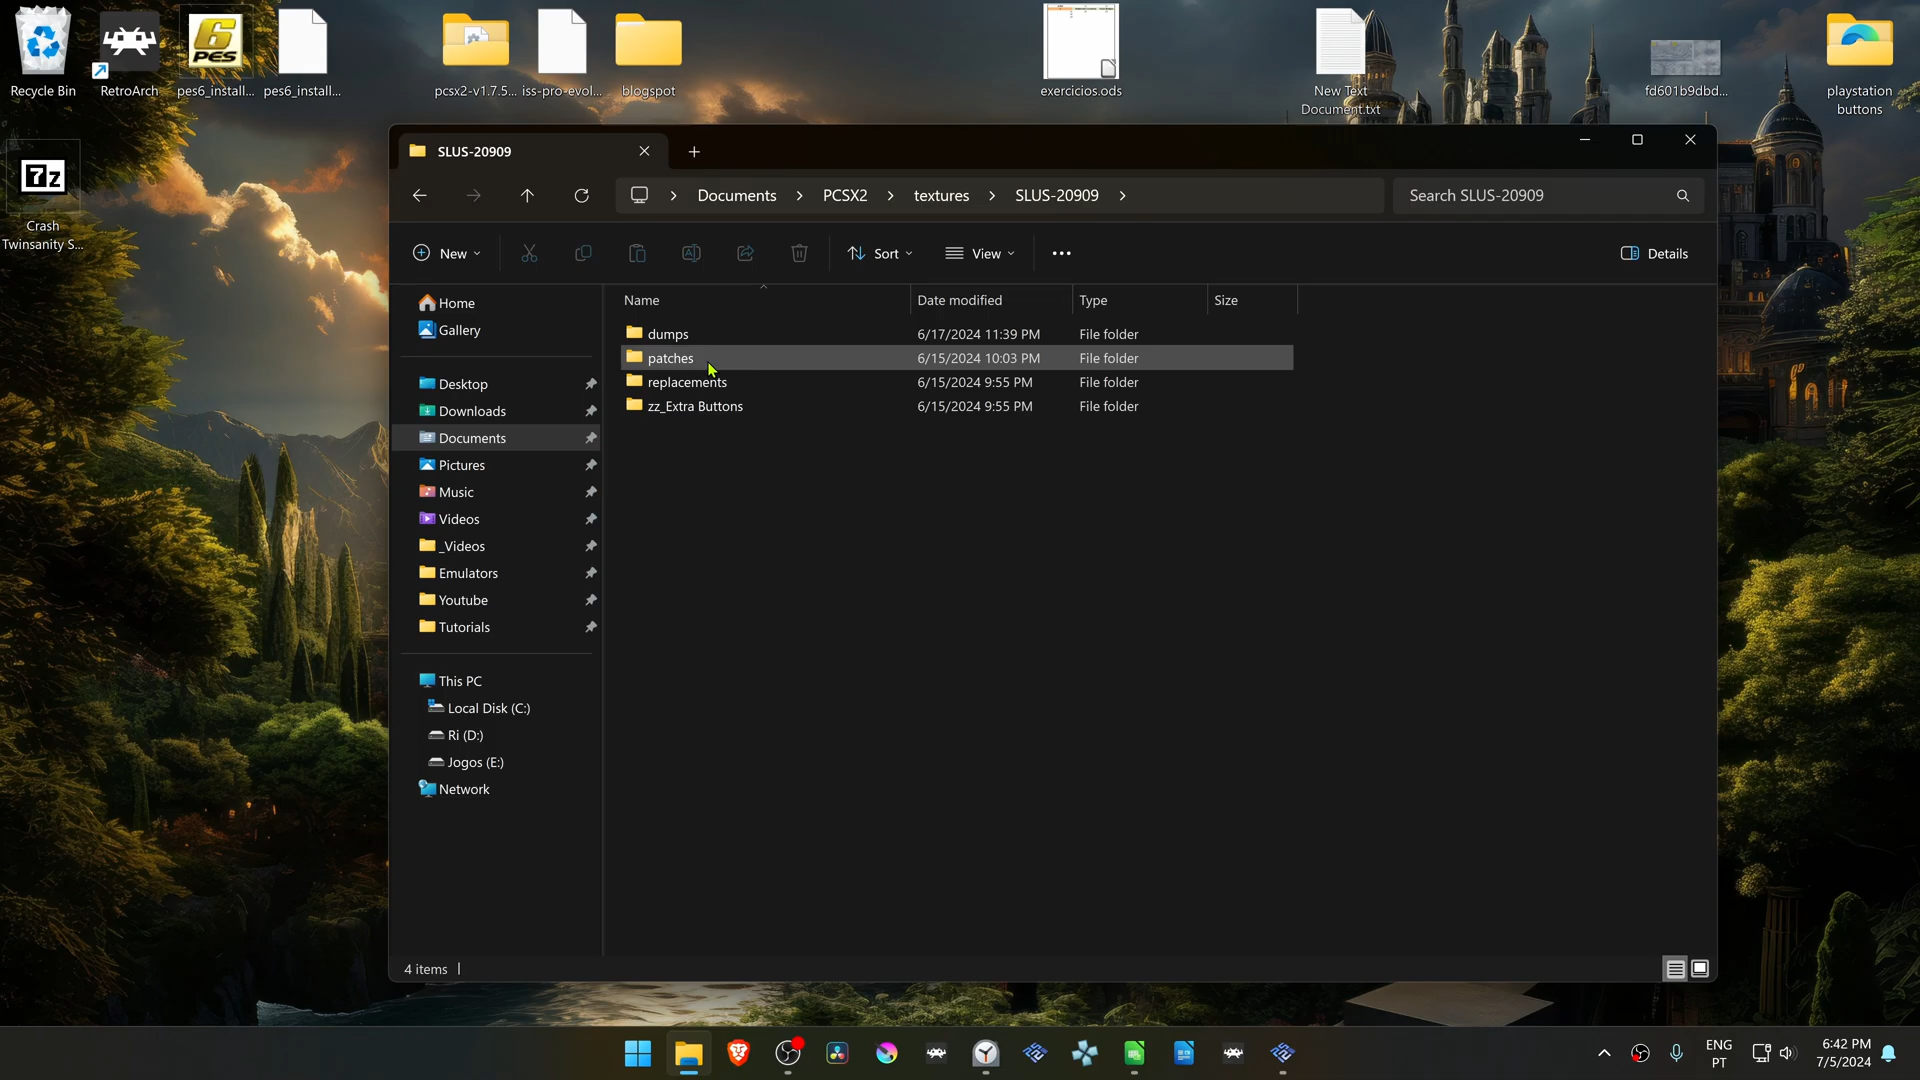 Recycle Bin
RetroArch
pes6_install...
pes6_install...
pcsx2-v1.7.5...
iss-pro-evol...
blogspot
exercicios.ods
New Text
Document.txt
fd601b9dbd...
playstation
buttons
6
PES
7z
Crash
Twinsanity S...
SLUS-20909
Documents
PCSX2
textures
SLUS-20909
Search SLUS-20909
New
Sort
View
Details
Home
Gallery
Desktop
Downloads
Documents
Pictures
Music
Videos
_Videos
Emulators
Youtube
Tutorials
This PC
Local Disk (C:)
Ri (D:)
Jogos (E:)
Network
Name Date modified Type Size
dumps 6/17/2024 11:39 PM File folder
patches 6/15/2024 10:03 PM File folder
replacements 6/15/2024 9:55 PM File folder
zz_Extra Buttons 6/15/2024 9:55 PM File folder
4 items
ENG
PT
6:42 PM
7/5/2024